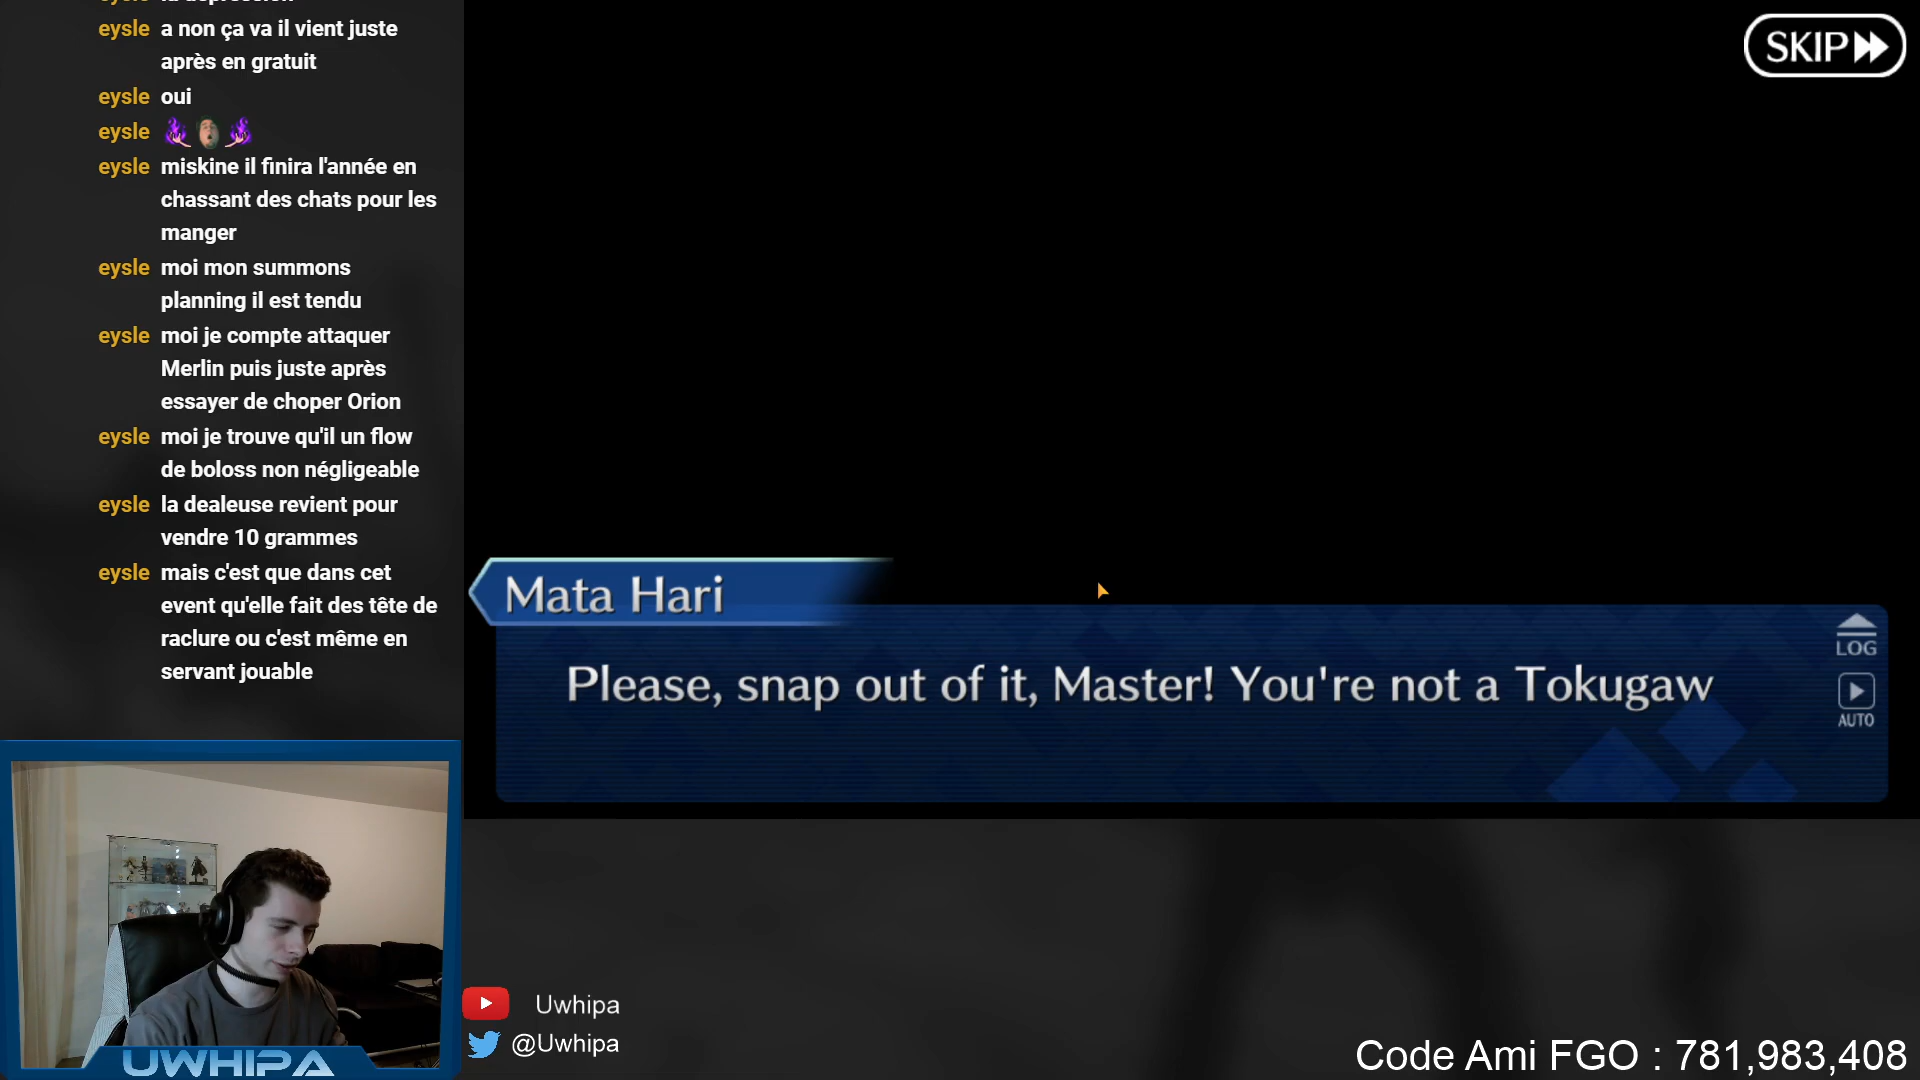 eysle a non ça va il vient juste
après en gratuit
eysle oui
eysle
eysle miskine il finira l'année en
chassant des chats pour les
manger
eysle moi mon summons
planning il est tendu
eysle moi je compte attaquer
Merlin puis juste après
essayer de choper Orion
eysle moi je trouve qu'il un flow
de boloss non négligeable
eysle la dealeuse revient pour
vendre 10 grammes
eysle mais c'est que dans cet
event qu'elle fait des tête de
raclure ou c'est même en
servant jouable
SKIP
Mata Hari
Please, snap out of it, Master! You're not a Tokugaw
LOG
AUTO
UWHIPA
Uwhipa
@Uwhipa
Code Ami FGO : 781,983,408